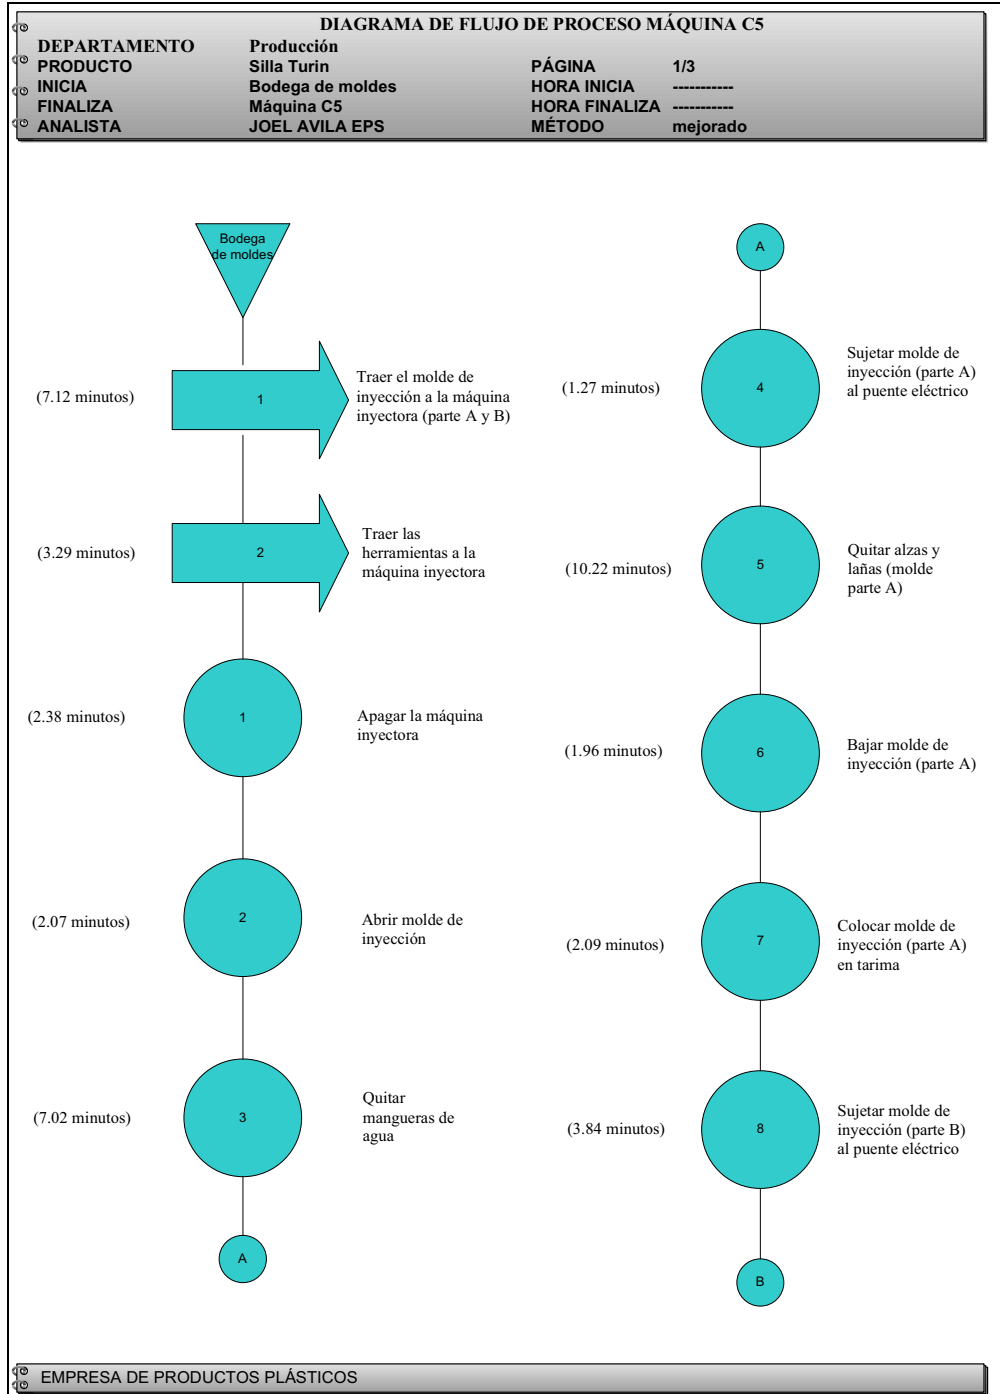 DIAGRAMA DE FLUJO DE PROCESO MÁQUINA C5
DEPARTAMENTO Producción
PRODUCTO Silla Turin PÁGINA 1/3
INICIA Bodega de moldes HORA INICIA -----------
FINALIZA Máquina C5 HORA FINALIZA -----------
ANALISTA JOEL AVILA EPS MÉTODO mejorado
Bodega
de moldes
(7.12 minutos)
1
Traer el molde de
inyección a la máquina
inyectora (parte A y B)
(3.29 minutos)
2
Traer las
herramientas a la
máquina inyectora
(2.38 minutos)
1
Apagar la máquina
inyectora
(2.07 minutos)
2
Abrir molde de
inyección
(7.02 minutos)
3
Quitar
mangueras de
agua
A
A
(1.27 minutos)
4
Sujetar molde de
inyección (parte A)
al puente eléctrico
(10.22 minutos)
5
Quitar alzas y
lañas (molde
parte A)
(1.96 minutos)
6
Bajar molde de
inyección (parte A)
(2.09 minutos)
7
Colocar molde de
inyección (parte A)
en tarima
(3.84 minutos)
8
Sujetar molde de
inyección (parte B)
al puente eléctrico
B
EMPRESA DE PRODUCTOS PLÁSTICOS